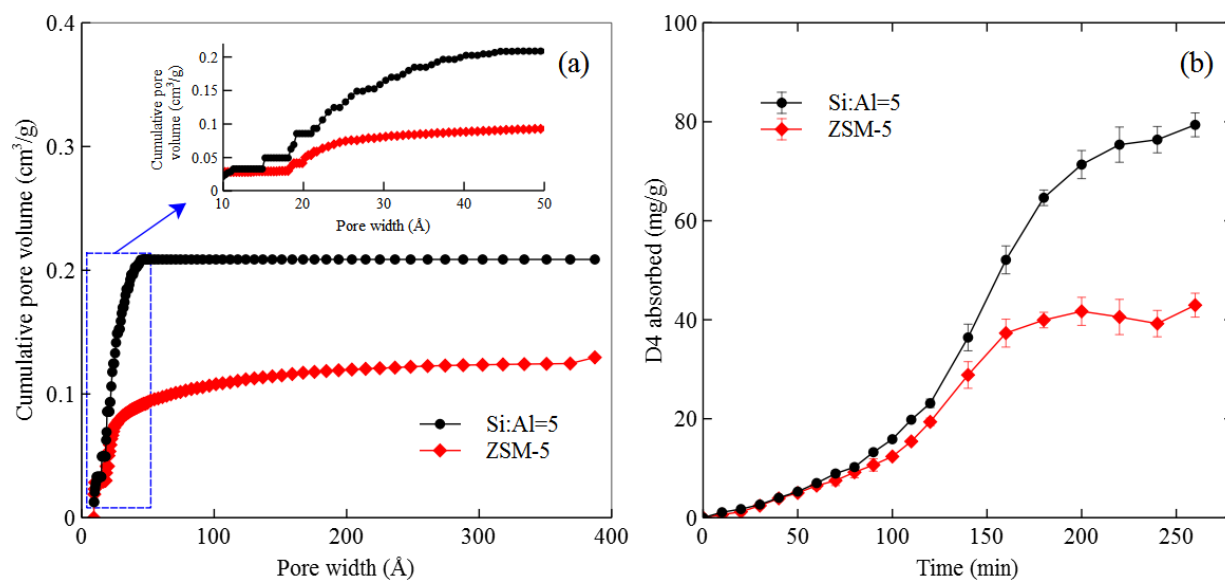 (a)
Cumulative pore volume (cm³/g)
0.4
0.3
0.2
0.1
0
0
100
200
300
400
Pore width (Å)
Si:Al=5
ZSM-5
Cumulative pore
volume (cm³/g)
0.2
0.15
0.1
0.05
0
10
20
30
40
50
Pore width (Å)
(b)
D4 absorbed (mg/g)
100
80
60
40
20
0
0
50
100
150
200
250
Time (min)
Si:Al=5
ZSM-5